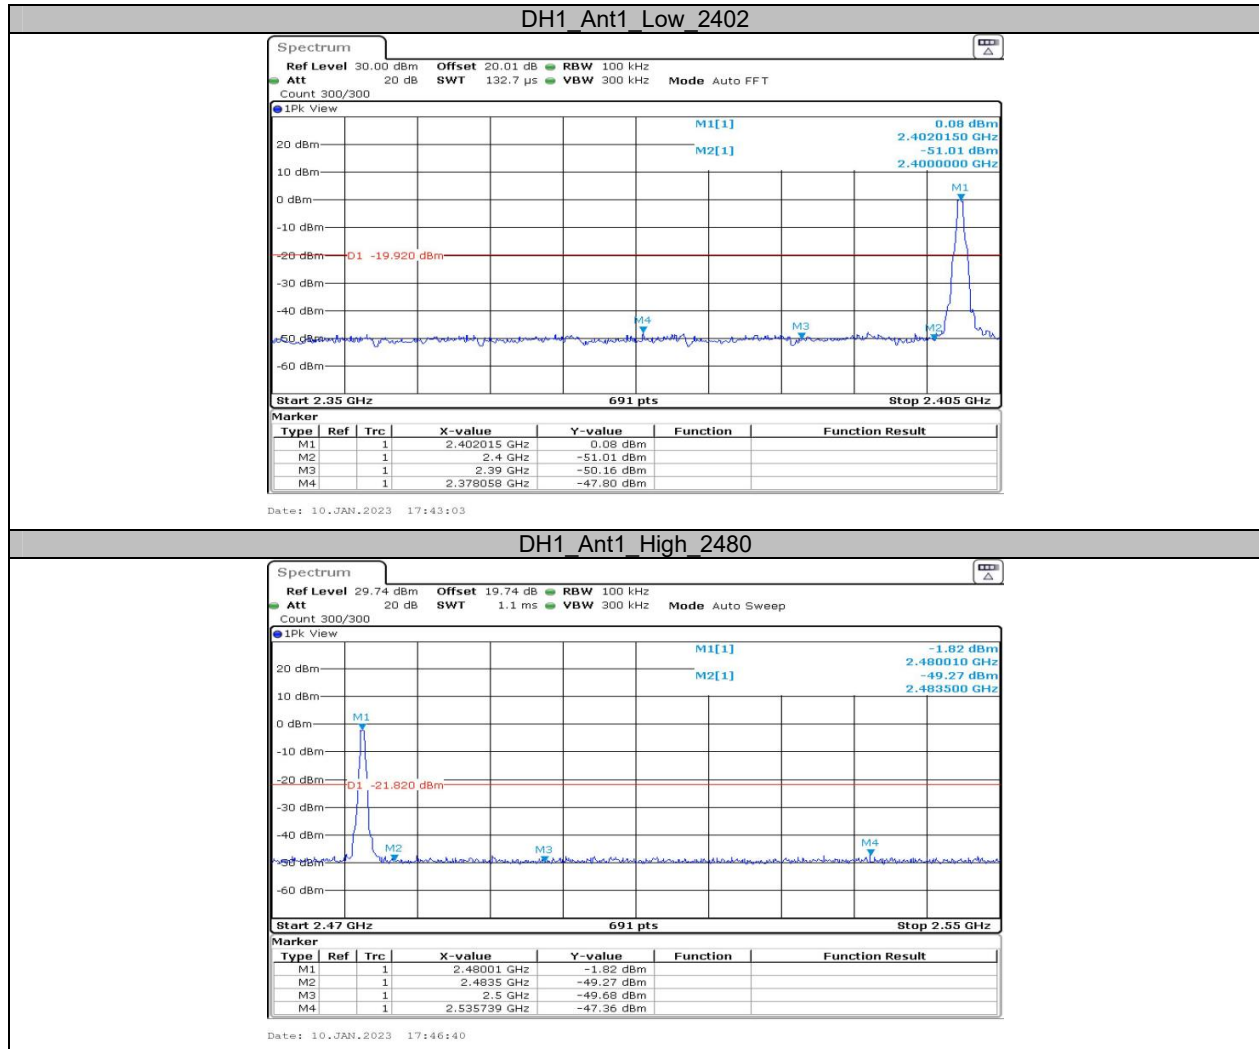 DH1_Ant1_Low_2402
Spectrum
Ref Level 30.00 dBm Offset 20.01 dB RBW 100 kHz
Att 20 dB SWT 132.7 µs VBW 300 kHz Mode Auto FFT
Count 300/300
1Pk View
M1[1] 0.08 dBm
2.4020150 GHz
20 dBm
M2[1] -51.01 dBm
2.4000000 GHz
10 dBm
M1
0 dBm
-10 dBm
-20 dBm D1 -19.920 dBm
-30 dBm
-40 dBm
M4 M3 M2
-50 dBm
-60 dBm
Start 2.35 GHz 691 pts Stop 2.405 GHz
Marker
Type Ref Trc X-value Y-value Function Function Result
M1 1 2.402015 GHz 0.08 dBm
M2 1 2.4 GHz -51.01 dBm
M3 1 2.39 GHz -50.16 dBm
M4 1 2.378058 GHz -47.80 dBm
Date: 10.JAN.2023 17:43:03
DH1_Ant1_High_2480
Spectrum
Ref Level 29.74 dBm Offset 19.74 dB RBW 100 kHz
Att 20 dB SWT 1.1 ms VBW 300 kHz Mode Auto Sweep
Count 300/300
1Pk View
M1[1] -1.82 dBm
2.480010 GHz
20 dBm
M2[1] -49.27 dBm
2.483500 GHz
10 dBm
M1
0 dBm
-10 dBm
-20 dBm
D1 -21.820 dBm
-30 dBm
-40 dBm
M2 M3 M4
-50 dBm
-60 dBm
Start 2.47 GHz 691 pts Stop 2.55 GHz
Marker
Type Ref Trc X-value Y-value Function Function Result
M1 1 2.48001 GHz -1.82 dBm
M2 1 2.4835 GHz -49.27 dBm
M3 1 2.5 GHz -49.68 dBm
M4 1 2.535739 GHz -47.36 dBm
Date: 10.JAN.2023 17:46:40